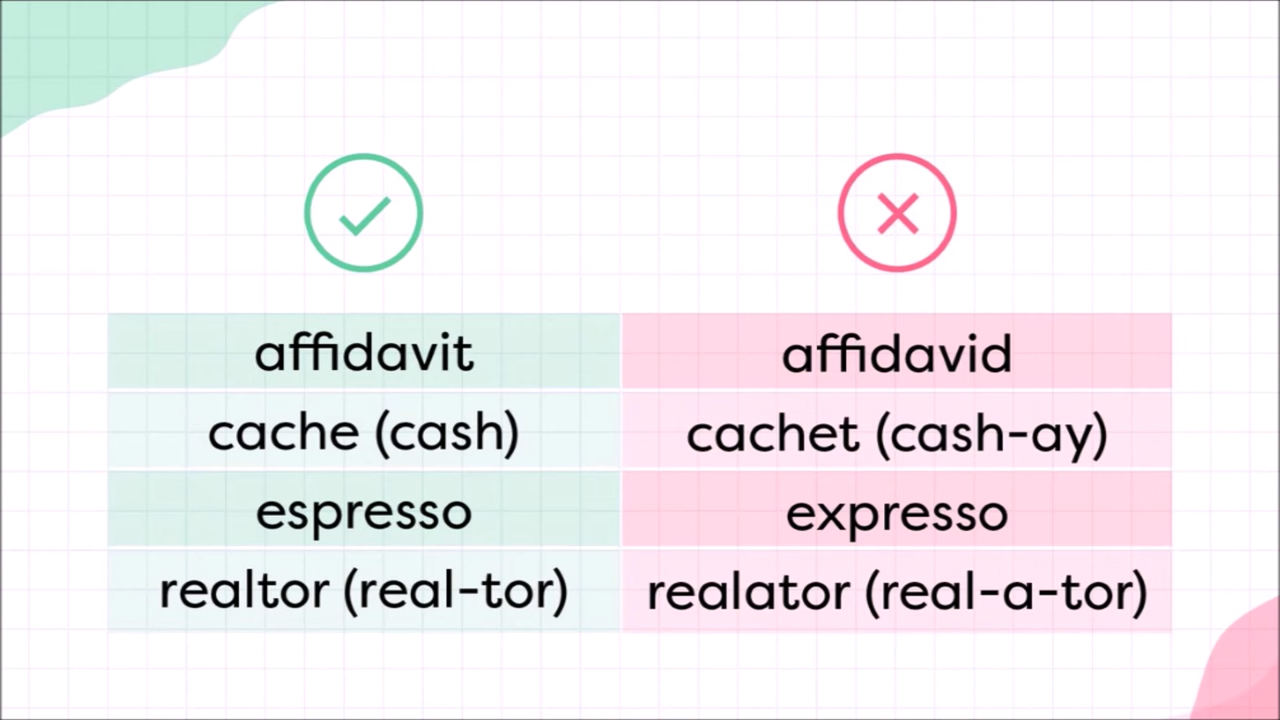 affidavit affidavid
cache (cash) cachet (cash-ay)
espresso expresso
realtor (real-tor) realator (real-a-tor)